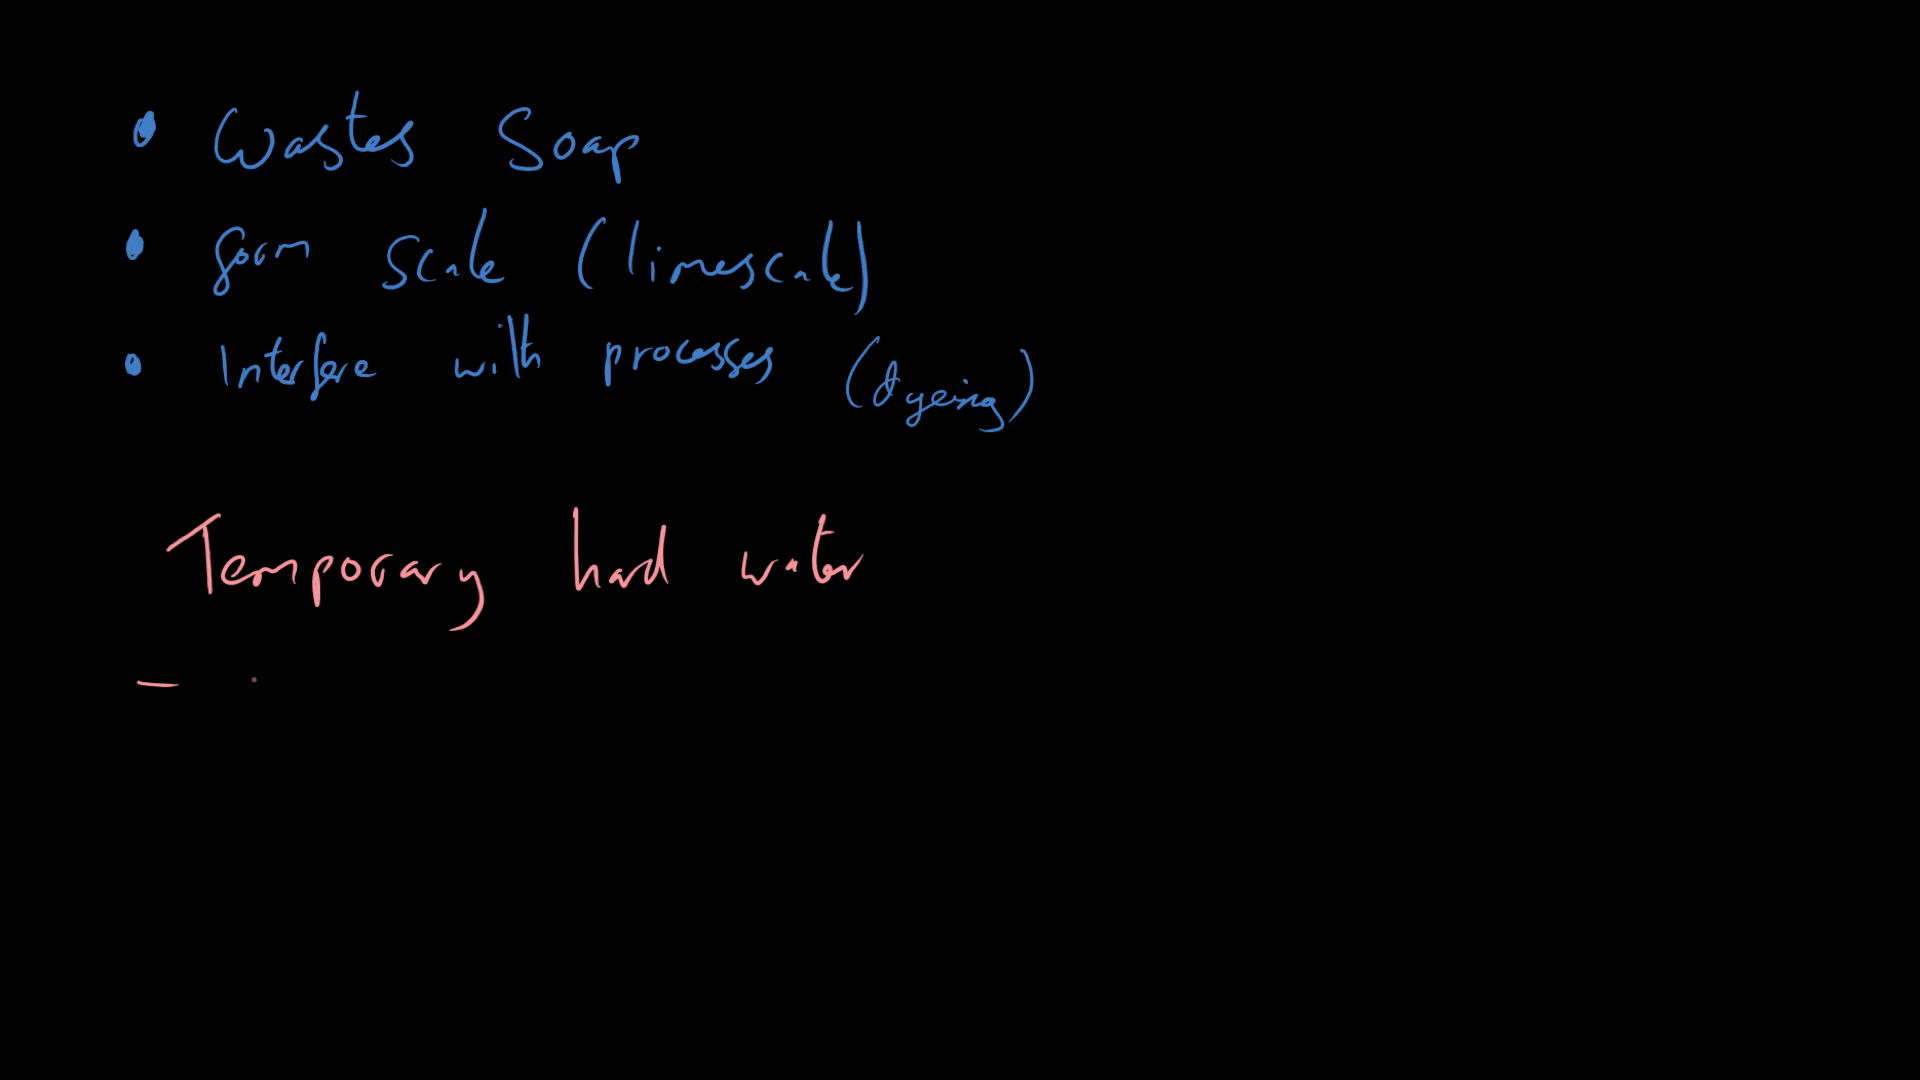 • Wastes Soap
• form Scale (limescale)
• Interfere with processes (dyeing)
Temporary hard water
-